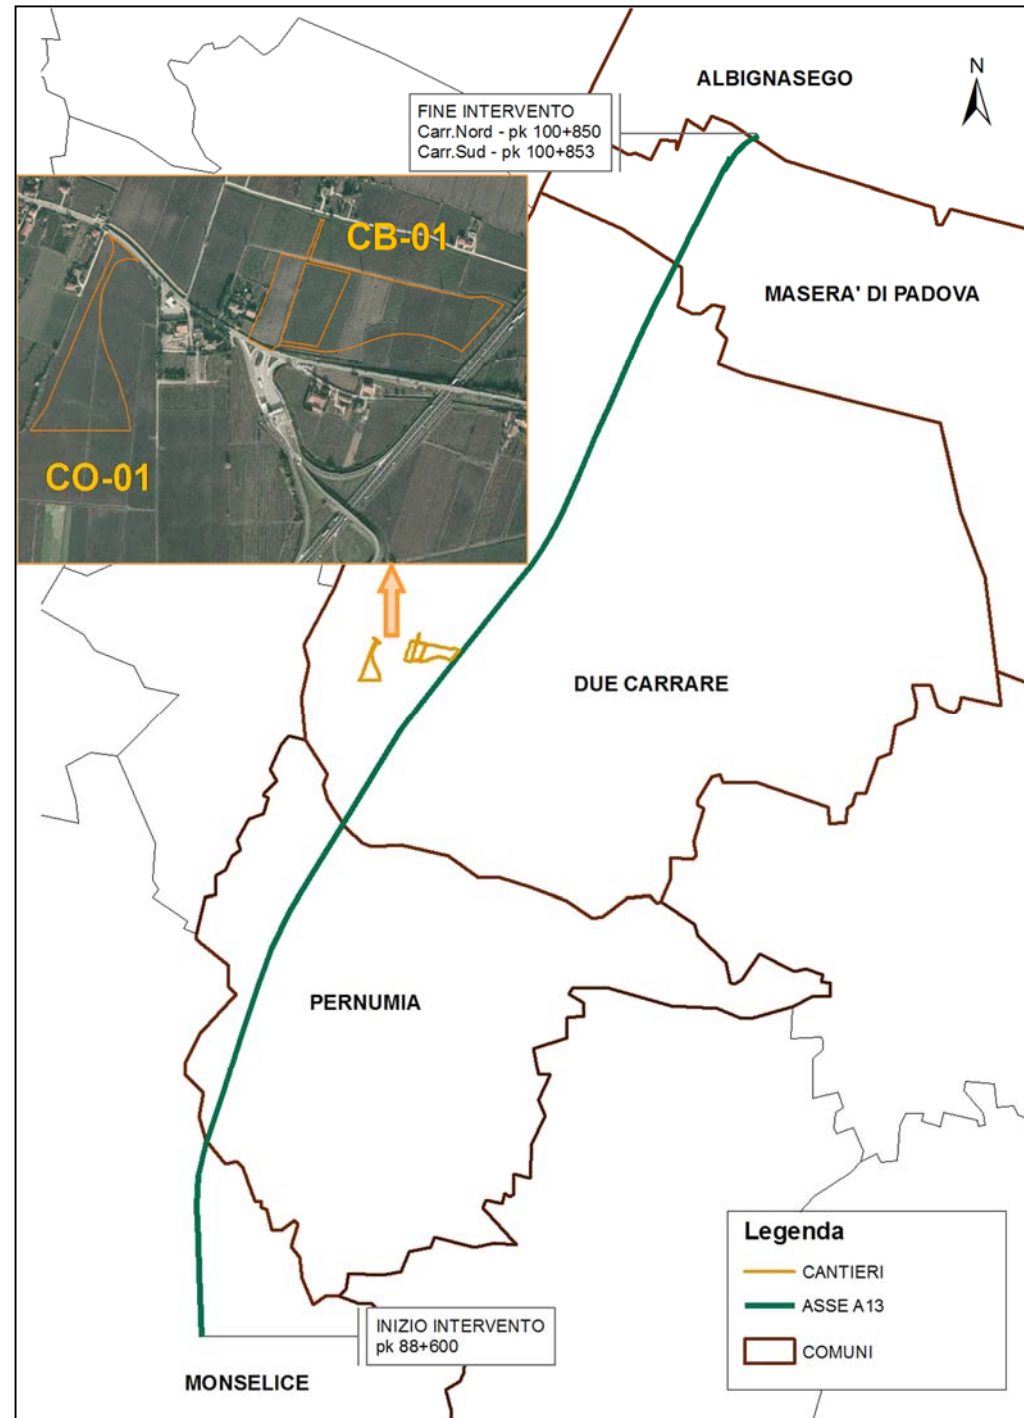 ALBIGNASEGO
N
FINE INTERVENTO
Carr.Nord - pk 100+850
Carr.Sud - pk 100+853
CB-01
CO-01
MASERA' DI PADOVA
DUE CARRARE
PERNUMIA
Legenda
CANTIERI
ASSE A13
COMUNI
INIZIO INTERVENTO
pk 88+600
MONSELICE